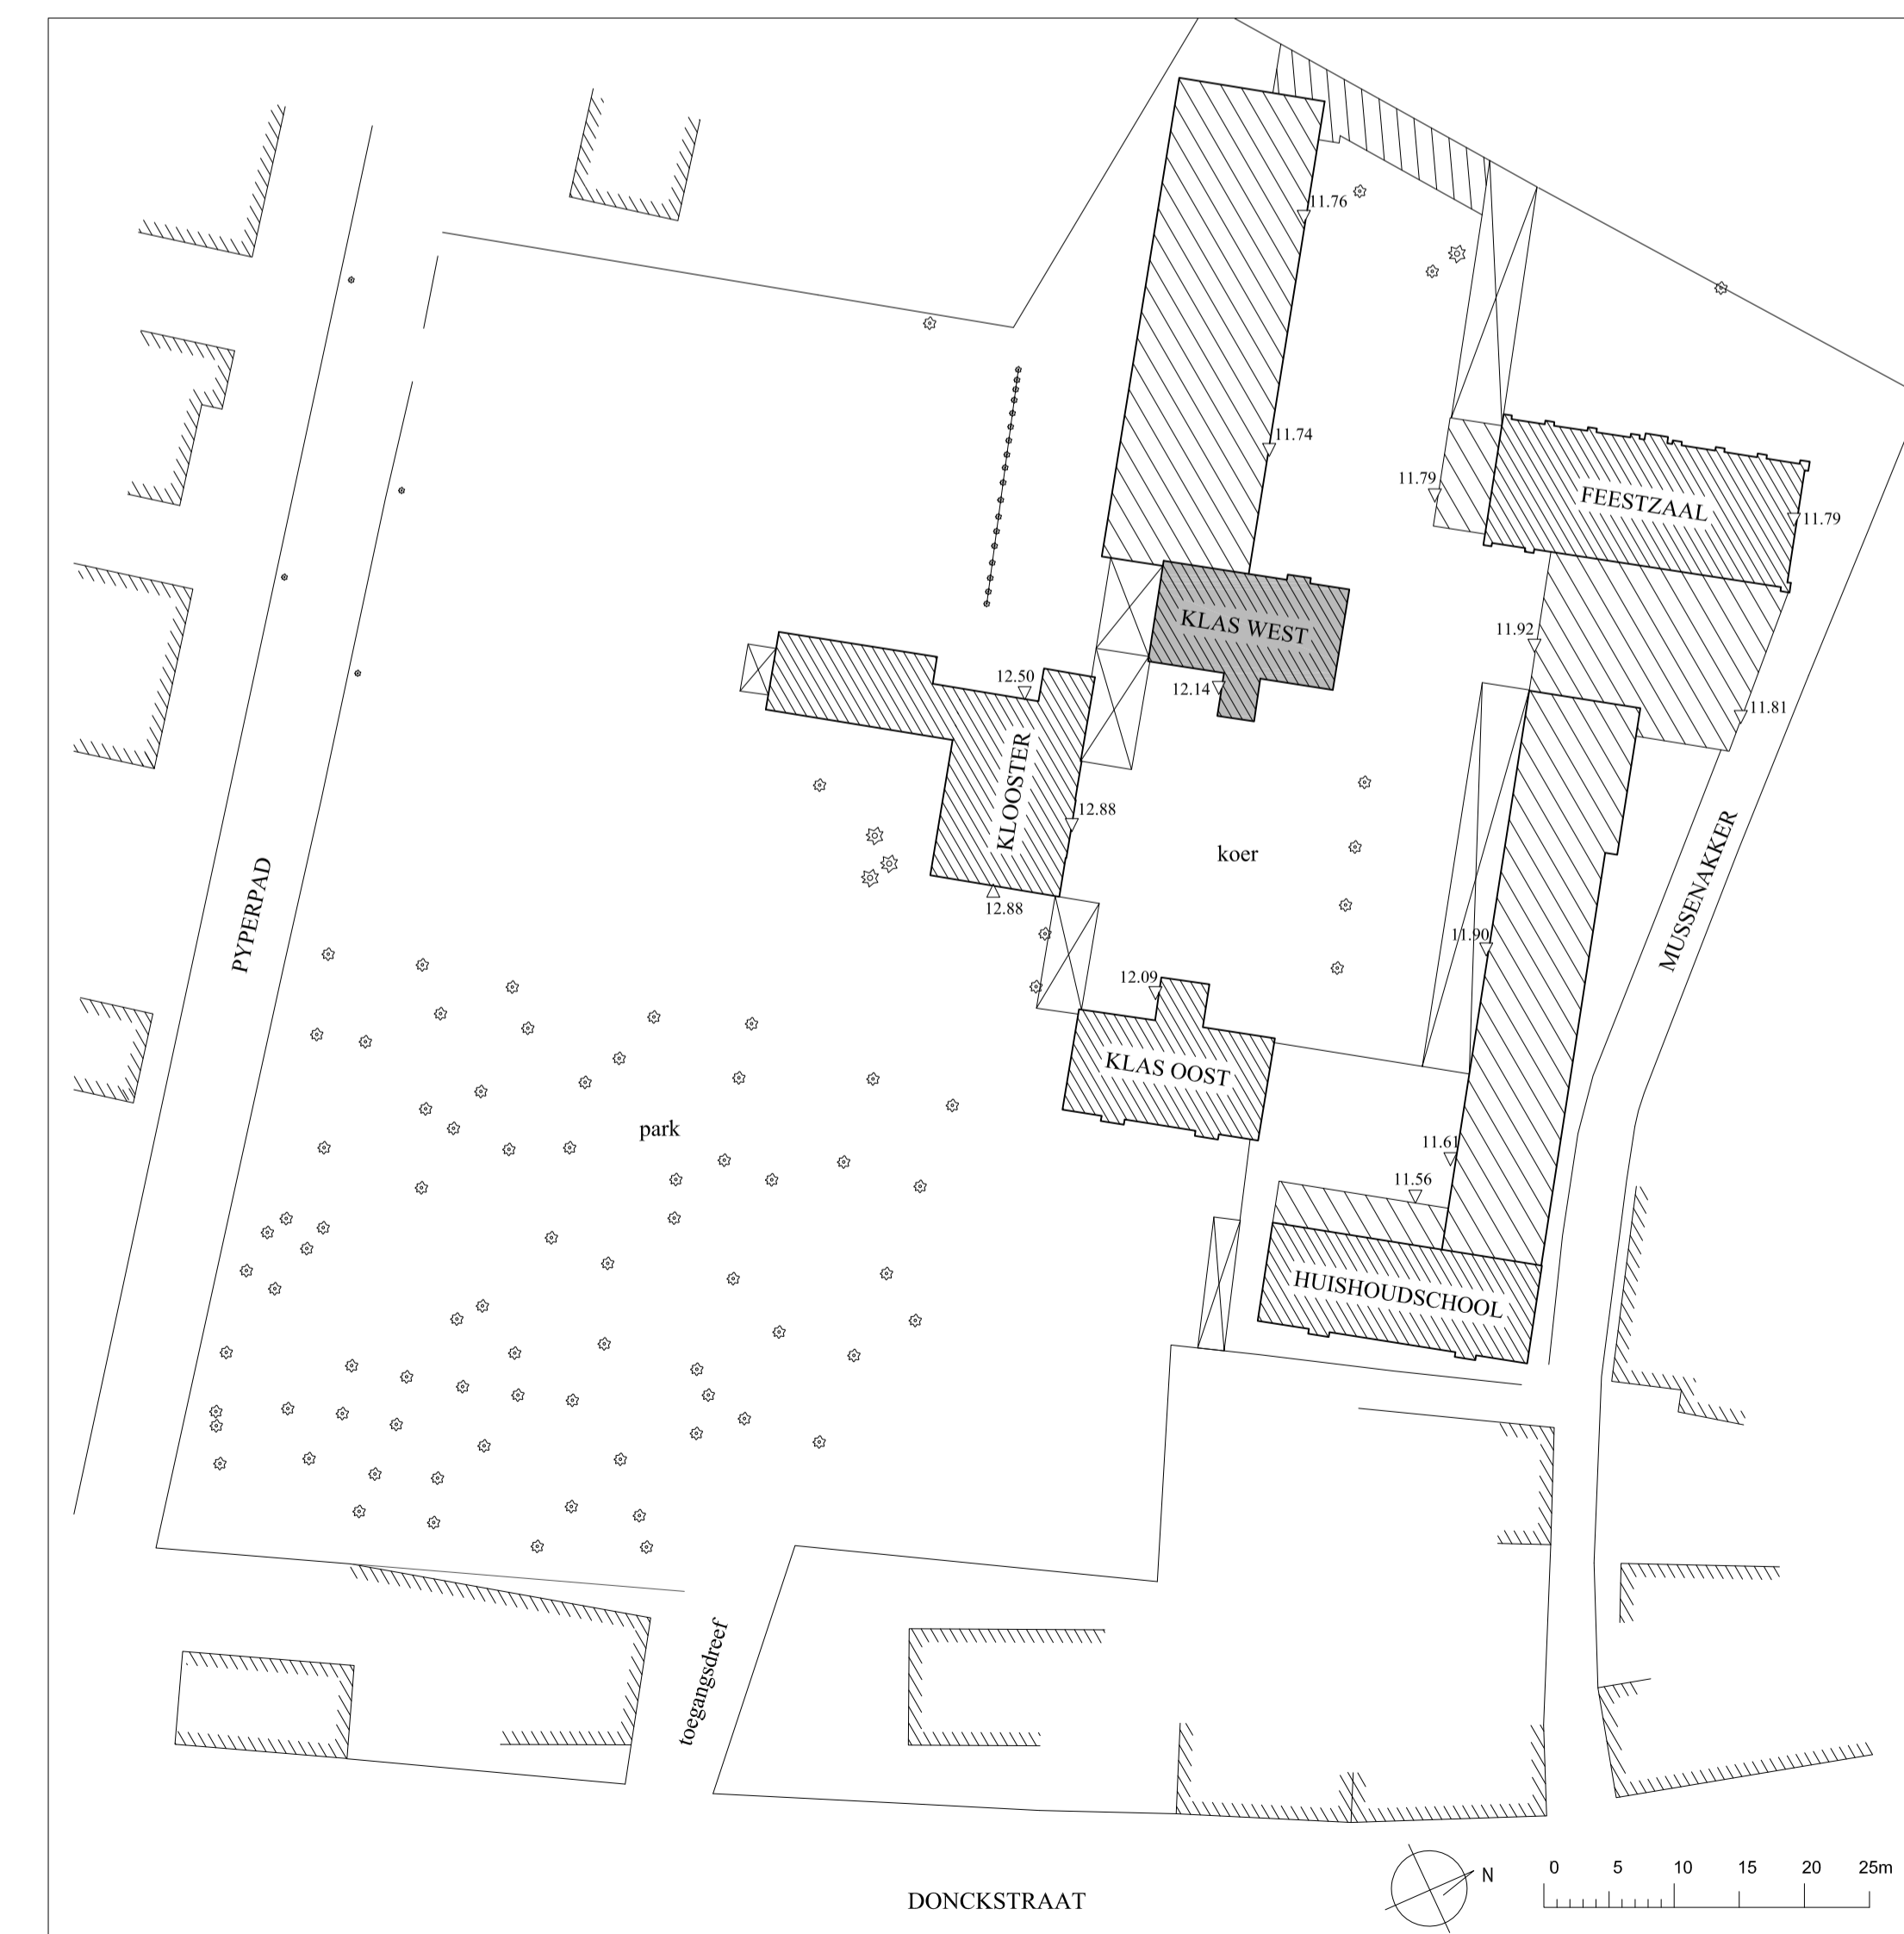 11.76
11.74
11.79
FEESTZAAL
11.79
KLAS WEST
11.92
12.50
12.14
11.81
KLOOSTER
12.88
koer
MUSSENAKKER
12.88
PYPERPAD
11.90
12.09
KLAS OOST
park
11.61
11.56
HUISHOUDSCHOOL
toegangsdreef
DONCKSTRAAT
N
0 5 10 15 20 25m